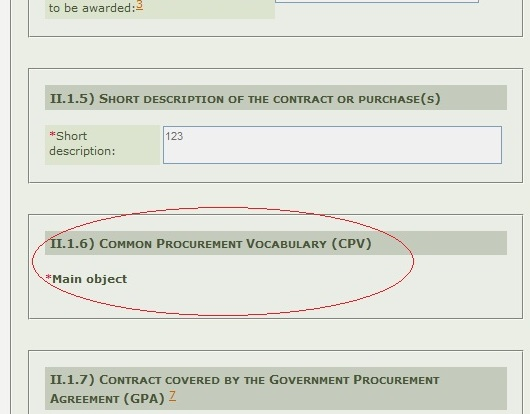 to be awarded:3
II.1.5) SHORT DESCRIPTION OF THE CONTRACT OR PURCHASE(S)
*Short description:
123
II.1.6) COMMON PROCUREMENT VOCABULARY (CPV)
*Main object
II.1.7) CONTRACT COVERED BY THE GOVERNMENT PROCUREMENT
AGREEMENT (GPA) 7